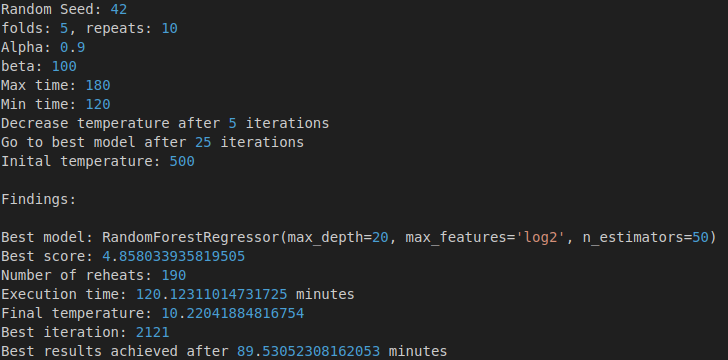 Random Seed: 42
folds: 5, repeats: 10
Alpha: 0.9
beta: 100
Max time: 180
Min time: 120
Decrease temperature after 5 iterations
Go to best model after 25 iterations
Inital temperature: 500
Findings:
Best model: RandomForestRegressor(max_depth=20, max_features='log2', n_estimators=50)
Best score: 4.858033935819505
Number of reheats: 190
Execution time: 120.12311014731725 minutes
Final temperature: 10.22041884816754
Best iteration: 2121
Best results achieved after 89.53052308162053 minutes